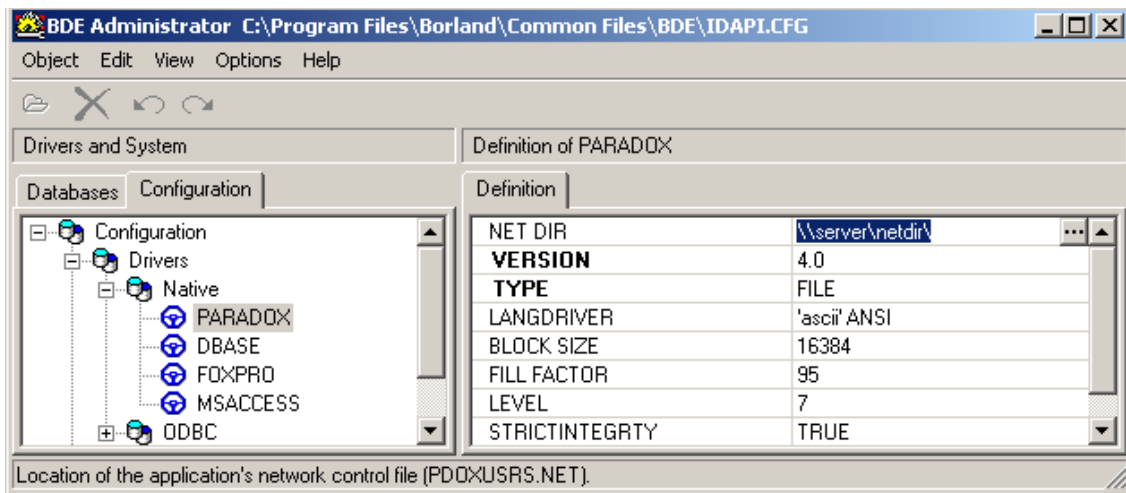 BDE Administrator C:\Program Files\Borland\Common Files\BDE\IDAPI.CFG
Object Edit View Options Help
Drivers and System
Definition of PARADOX
Databases Configuration
Definition
Configuration
Drivers
Native
PARADOX
DBASE
FOXPRO
MSACCESS
ODBC
NET DIR \\server\netdir\ ...
VERSION 4.0
TYPE FILE
LANGDRIVER 'ascii' ANSI
BLOCK SIZE 16384
FILL FACTOR 95
LEVEL 7
STRICTINTEGRTY TRUE
Location of the application's network control file (PDOXUSRS.NET).